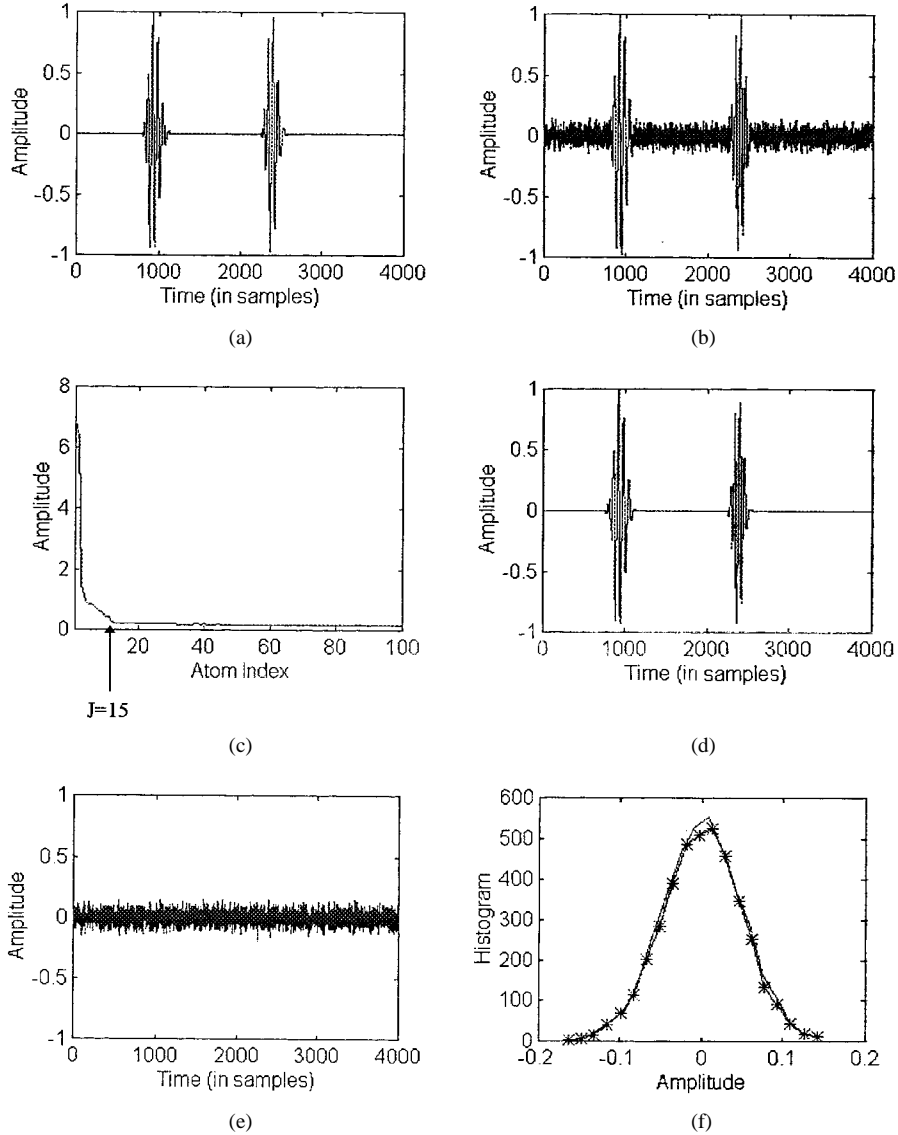 1
0.5
0
-0.5
-1
Amplitude
0 1000 2000 3000 4000
Time (in samples)
(a)
1
0.5
0
-0.5
-1
Amplitude
0 1000 2000 3000 4000
Time (in samples)
(b)
8
6
4
2
0
Amplitude
20 40 60 80 100
Atom Index
J=15
(c)
1
0.5
0
-0.5
-1
Amplitude
0 1000 2000 3000 4000
Time (in samples)
(d)
1
0.5
0
-0.5
-1
Amplitude
0 1000 2000 3000 4000
Time (in samples)
(e)
600
500
400
300
200
100
0
Histogram
-0.2 -0.1 0 0.1 0.2
Amplitude
(f)